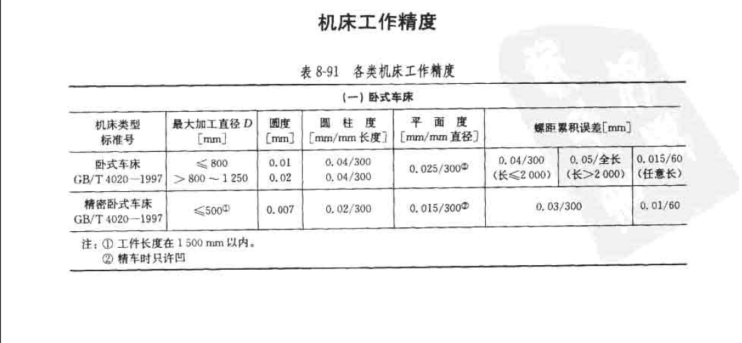 机床工作精度
表 8-91 各类机床工作精度
(一) 卧式车床
机床类型 最大加工直径 D 圆度 圆 柱 度 平 面 度 螺距累积误差[mm]
标准号 [mm] [mm] [mm/mm 长度] [mm/mm 直径]
卧式车床 ≤800 0.01 0.04/300 0.025/300② 0.04/300 0.05/全长 0.015/60
GB/T 4020—1997 >800～1 250 0.02 0.04/300 (长≤2 000) (长>2 000) (任意长)
精密卧式车床 ≤500① 0.007 0.02/300 0.015/300② 0.03/300 0.01/60
GB/T 4020—1997
注：① 工件长度在 1 500 mm 以内。
② 精车时只许凹